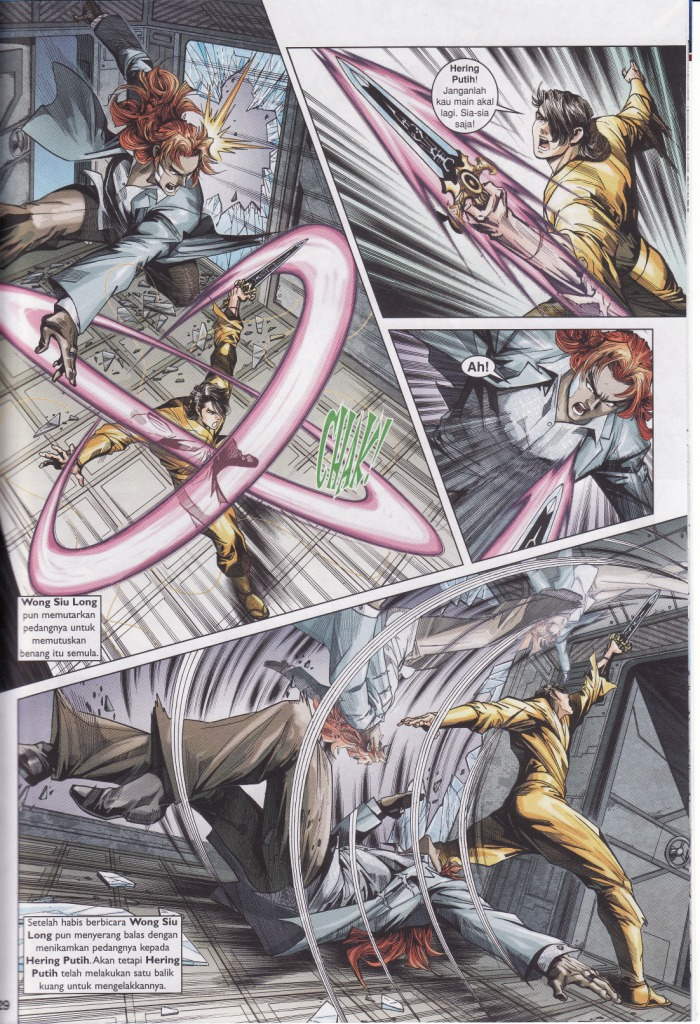 Hering
Putih!
Janganlah
kau main akal
lagi. Sia-sia
saja!
CHAK!!
Ah!
Wong Siu Long
pun memutarkan
pedangnya untuk
memutuskan
benang itu semula.
Setelah habis berbicara Wong Siu
Long pun menyerang balas dengan
menikamkan pedangnya kepada
Hering Putih. Akan tetapi Hering
Putih telah melakukan satu balik
kuang untuk mengelakkannya.
29